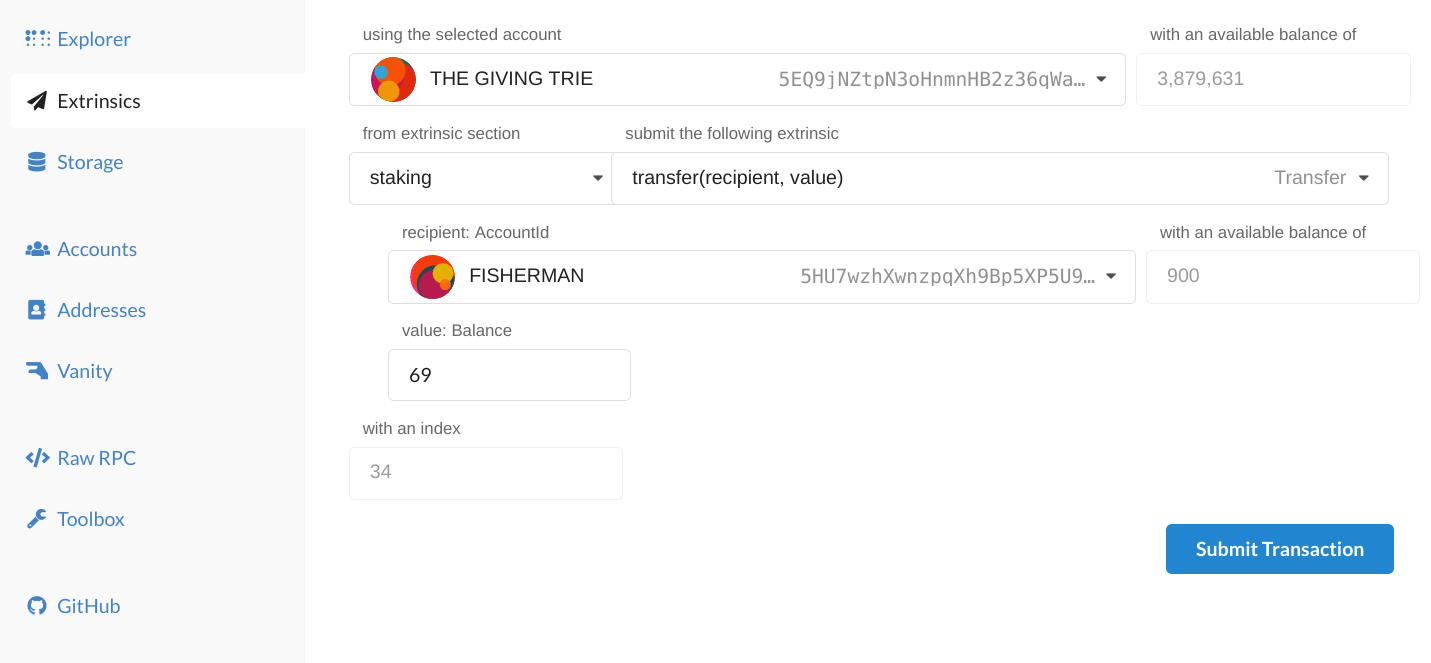 Explorer
Extrinsics
Storage
Accounts
Addresses
Vanity
Raw RPC
Toolbox
GitHub
using the selected account
with an available balance of
THE GIVING TRIE 5EQ9jNZtpN3oHnmnHB2z36qWa…
3,879,631
from extrinsic section
submit the following extrinsic
staking
transfer(recipient, value) Transfer
recipient: AccountId
with an available balance of
FISHERMAN 5HU7wzhXwnzpqXh9Bp5XP5U9…
900
value: Balance
69
with an index
34
Submit Transaction